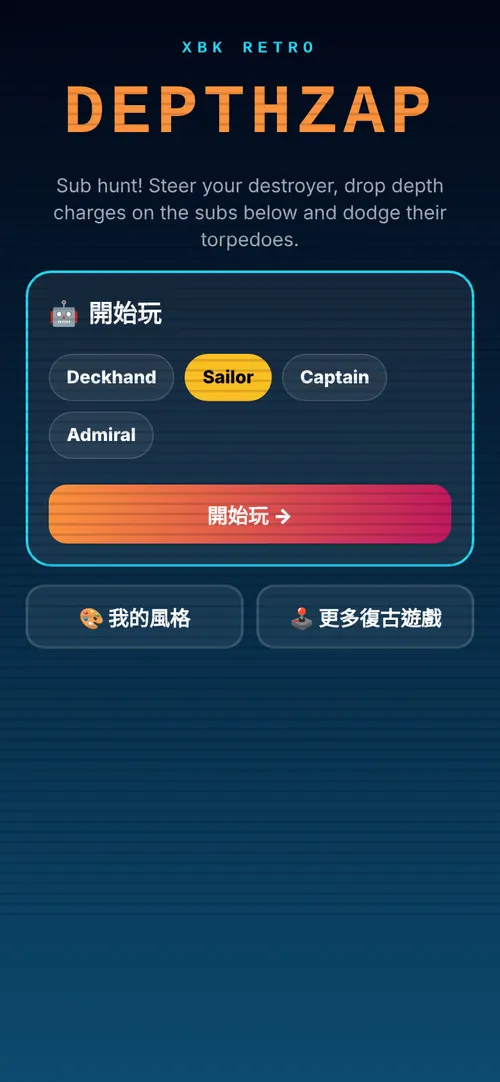 XBK RETRO
DEPTHZAP
Sub hunt! Steer your destroyer, drop depth
charges on the subs below and dodge their
torpedoes.
🤖 開始玩
Deckhand Sailor Captain
Admiral
開始玩 →
🎨 我的風格 🕹️ 更多復古遊戲